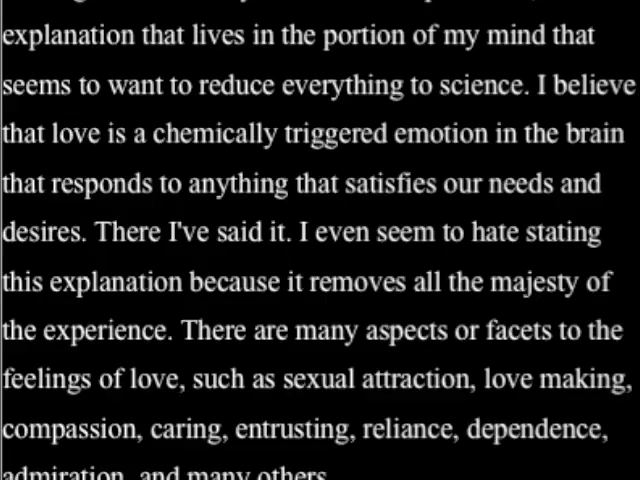 explanation that lives in the portion of my mind that
seems to want to reduce everything to science. I believe
that love is a chemically triggered emotion in the brain
that responds to anything that satisfies our needs and
desires. There I've said it. I even seem to hate stating
this explanation because it removes all the majesty of
the experience. There are many aspects or facets to the
feelings of love, such as sexual attraction, love making,
compassion, caring, entrusting, reliance, dependence,
admiration, and many others